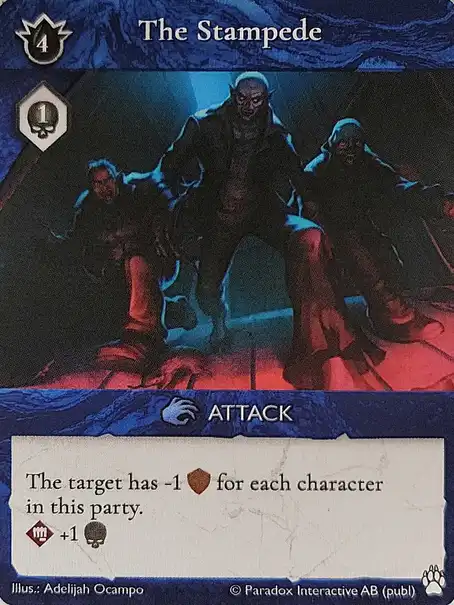 4
The Stampede
1
ATTACK
The target has -1 for each character
in this party.
+1
Illus.: Adelijah Ocampo © Paradox Interactive AB (publ)